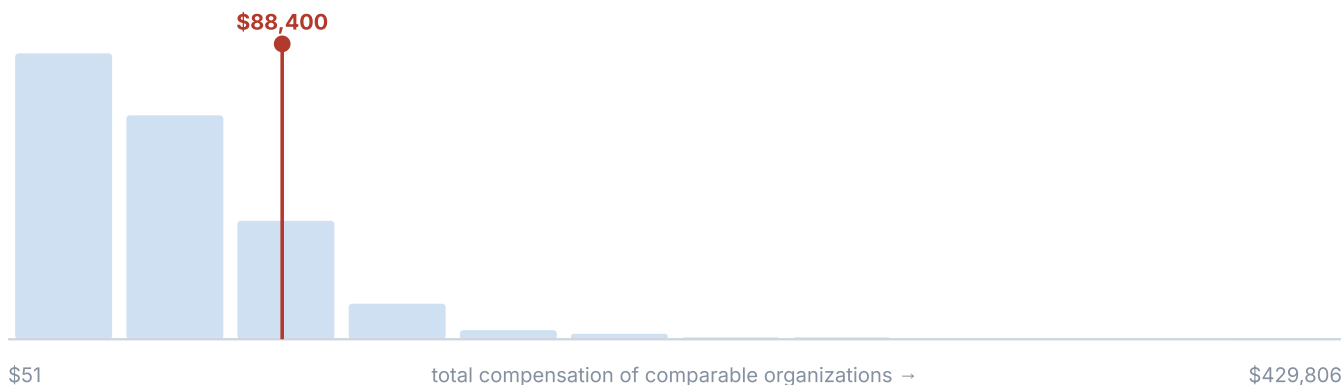 $88,400
$51 total compensation of comparable organizations → $429,806